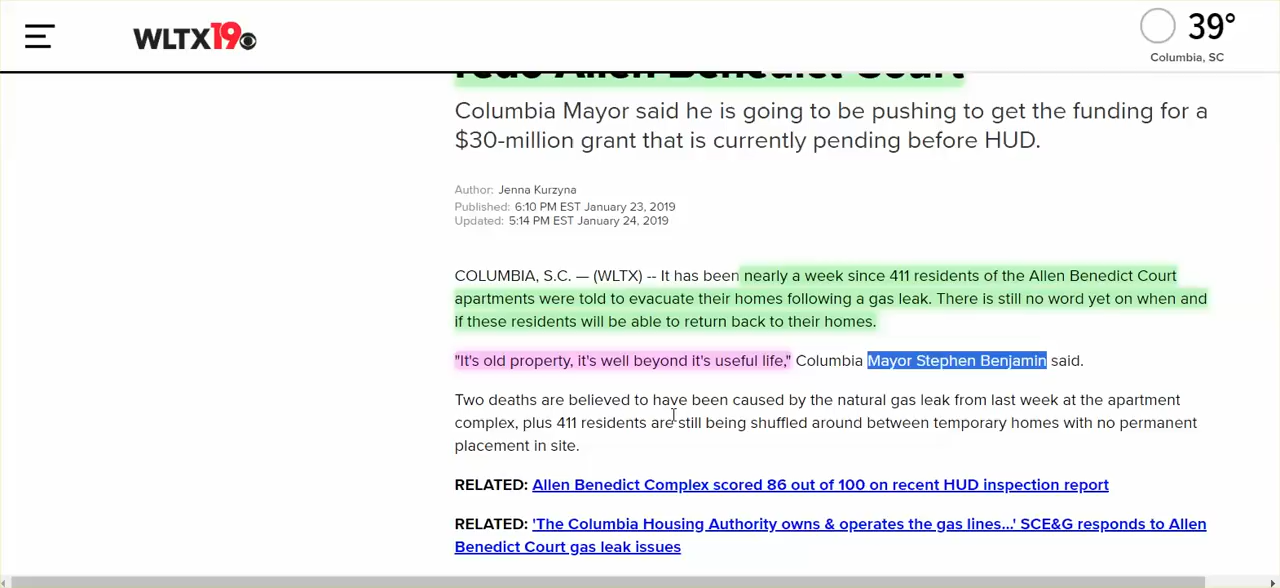 WLTX19
39°
Columbia, SC
Allen Benedict Court
Columbia Mayor said he is going to be pushing to get the funding for a
$30-million grant that is currently pending before HUD.
Author: Jenna Kurzyna
Published: 6:10 PM EST January 23, 2019
Updated: 5:14 PM EST January 24, 2019
COLUMBIA, S.C. — (WLTX) -- It has been nearly a week since 411 residents of the Allen Benedict Court
apartments were told to evacuate their homes following a gas leak. There is still no word yet on when and
if these residents will be able to return back to their homes.
"It's old property, it's well beyond it's useful life," Columbia Mayor Stephen Benjamin said.
Two deaths are believed to have been caused by the natural gas leak from last week at the apartment
complex, plus 411 residents are still being shuffled around between temporary homes with no permanent
placement in site.
RELATED: Allen Benedict Complex scored 86 out of 100 on recent HUD inspection report
RELATED: 'The Columbia Housing Authority owns & operates the gas lines...' SCE&G responds to Allen
Benedict Court gas leak issues